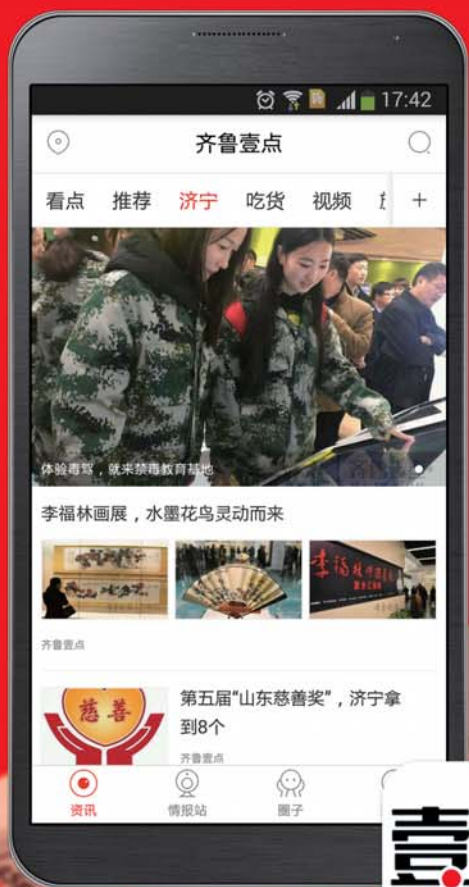 17:42
齐鲁壹点
看点 推荐 济宁 吃货 视频
体验毒驾，就来禁毒教育基地
李福林画展，水墨花鸟灵动而来
齐鲁壹点
慈善
第五届“山东慈善奖”，济宁拿
到8个
齐鲁壹点
资讯 情报站 圈子
壹